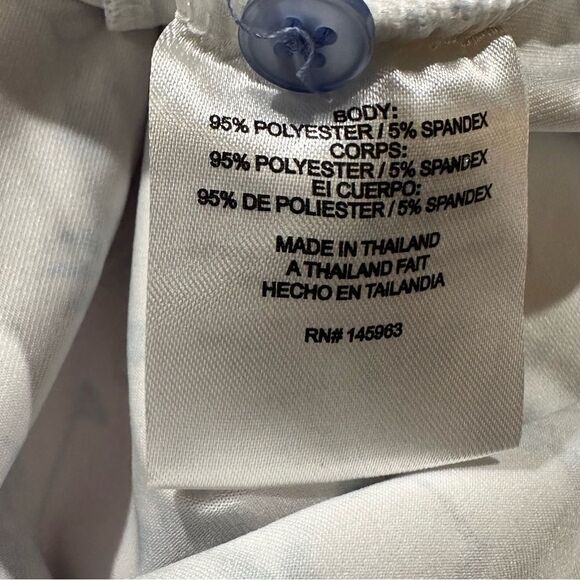 BODY:
95% POLYESTER / 5% SPANDEX
CORPS:
95% POLYESTER / 5% SPANDEX
EI CUERPO:
95% DE POLIESTER / 5% SPANDEX
MADE IN THAILAND
A THAILAND FAIT
HECHO EN TAILANDIA
RN# 145963